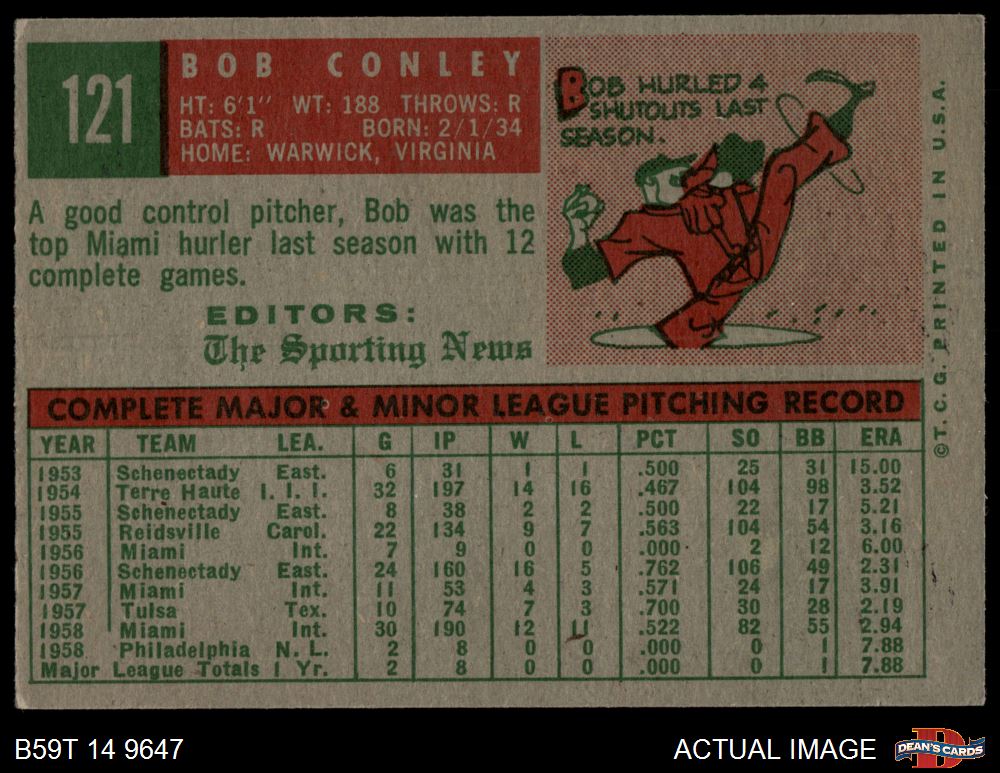 121
BOB CONLEY
HT: 6'1" WT: 188 THROWS: R
BATS: R BORN: 2/1/34
HOME: WARWICK, VIRGINIA
A good control pitcher, Bob was the
top Miami hurler last season with 12
complete games.
EDITORS:
The Sporting News
BOB HURLED 4
SHUTOUTS LAST
SEASON.
© T. C. G. PRINTED IN U.S.A.
COMPLETE MAJOR & MINOR LEAGUE PITCHING RECORD
YEAR TEAM LEA. G IP W L PCT SO BB ERA
1953 Schenectady East. 6 31 1 1 .500 25 31 15.00
1954 Terre Haute I. I. I. 32 197 14 16 .467 104 98 3.52
1955 Schenectady East. 8 38 2 2 .500 22 17 5.21
1955 Reidsville Carol. 22 134 9 7 .563 104 54 3.16
1956 Miami Int. 7 9 0 0 .000 2 12 6.00
1956 Schenectady East. 24 160 16 5 .762 106 49 2.31
1957 Miami Int. 11 53 4 3 .571 24 17 3.91
1957 Tulsa Tex. 10 74 7 3 .700 30 28 2.19
1958 Miami Int. 30 190 12 11 .522 82 55 2.94
1958 Philadelphia N. L. 2 8 0 0 .000 0 1 7.88
Major League Totals 1 Yr. 2 8 0 0 .000 0 1 7.88
B59T 14 9647
ACTUAL IMAGE
DEAN'S CARDS